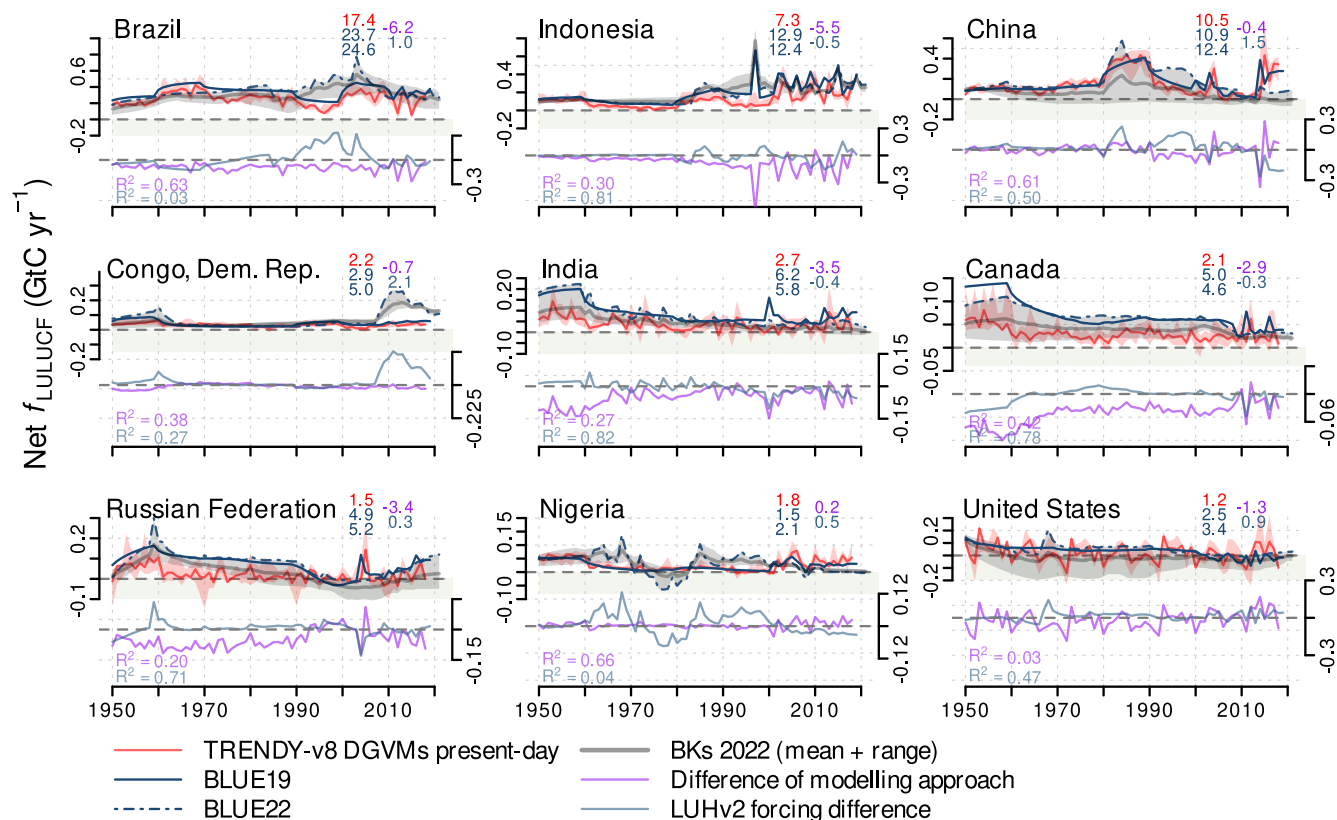 Net f LULUCF (GtC yr−1)
Brazil
17.4
23.7 -6.2
24.6 1.0
0.6
-0.2
-0.3
R2 = 0.63
R2 = 0.03
Indonesia
7.3
12.9 -5.5
12.4 -0.5
0.4
-0.2
0.3
-0.3
R2 = 0.30
R2 = 0.81
China
10.5
10.9 -0.4
12.4 1.5
0.4
-0.2
0.3
-0.3
R2 = 0.61
R2 = 0.50
Congo, Dem. Rep.
2.2
2.9 -0.7
5.0 2.1
0.2
-0.2
-0.225
R2 = 0.38
R2 = 0.27
India
2.7
6.2 -3.5
5.8 -0.4
0.20
-0.10
0.15
-0.15
R2 = 0.27
R2 = 0.82
Canada
2.1
5.0 -2.9
4.6 -0.3
0.10
-0.05
-0.06
R2 = 0.42
R2 = 0.78
Russian Federation
1.5
4.9 -3.4
5.2 0.3
0.2
-0.1
-0.15
R2 = 0.20
R2 = 0.71
Nigeria
1.8
1.5 0.2
2.1 0.5
0.15
-0.10
0.12
-0.12
R2 = 0.66
R2 = 0.04
United States
1.2
2.5 -1.3
3.4 0.9
0.2
-0.2
0.3
-0.3
R2 = 0.03
R2 = 0.47
1950 1970 1990 2010
1950 1970 1990 2010
1950 1970 1990 2010
TRENDY-v8 DGVMs present-day
BLUE19
BLUE22
BKs 2022 (mean + range)
Difference of modelling approach
LUHv2 forcing difference